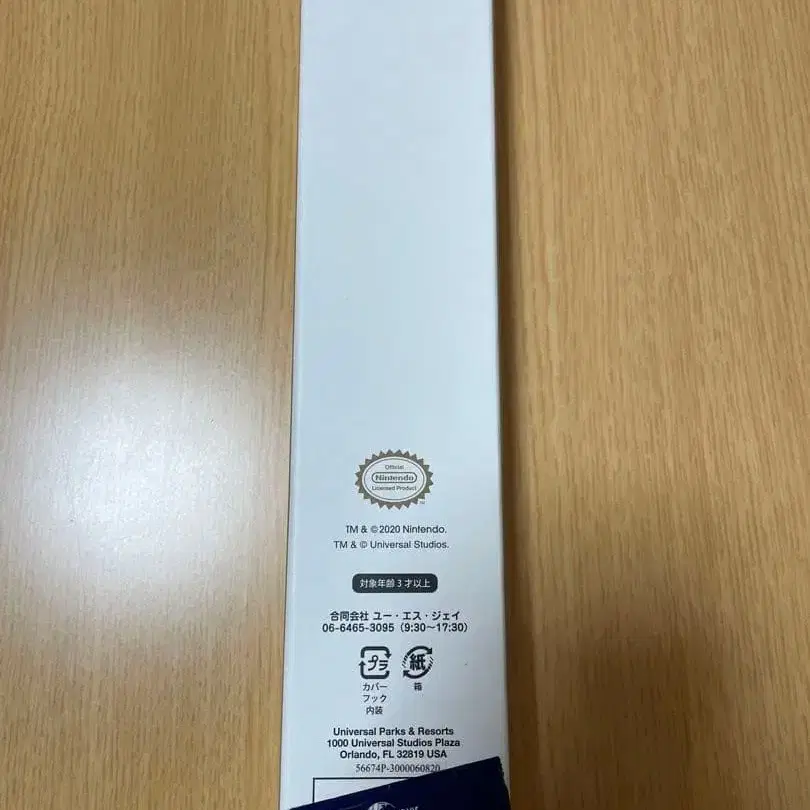 Official
Nintendo
Licensed Product
TM
TM & ©2020 Nintendo.
TM & © Universal Studios.
対象年齢3才以上
合同会社 ユー・エス・ジェイ
06-6465-3095（9:30～17:30）
プラ 紙
カバー 箱
フック
内装
Universal Parks & Resorts
1000 Universal Studios Plaza
Orlando, FL 32819 USA
56674P-3000060820